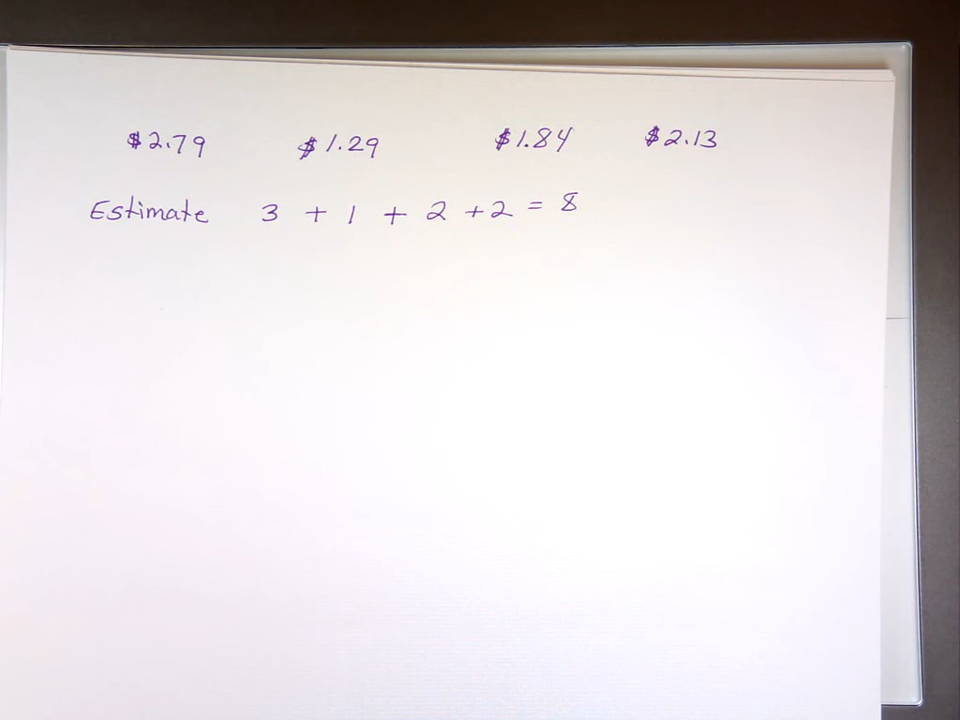 $2.79 $1.29 $1.84 $2.13
Estimate 3 + 1 + 2 + 2 = 8